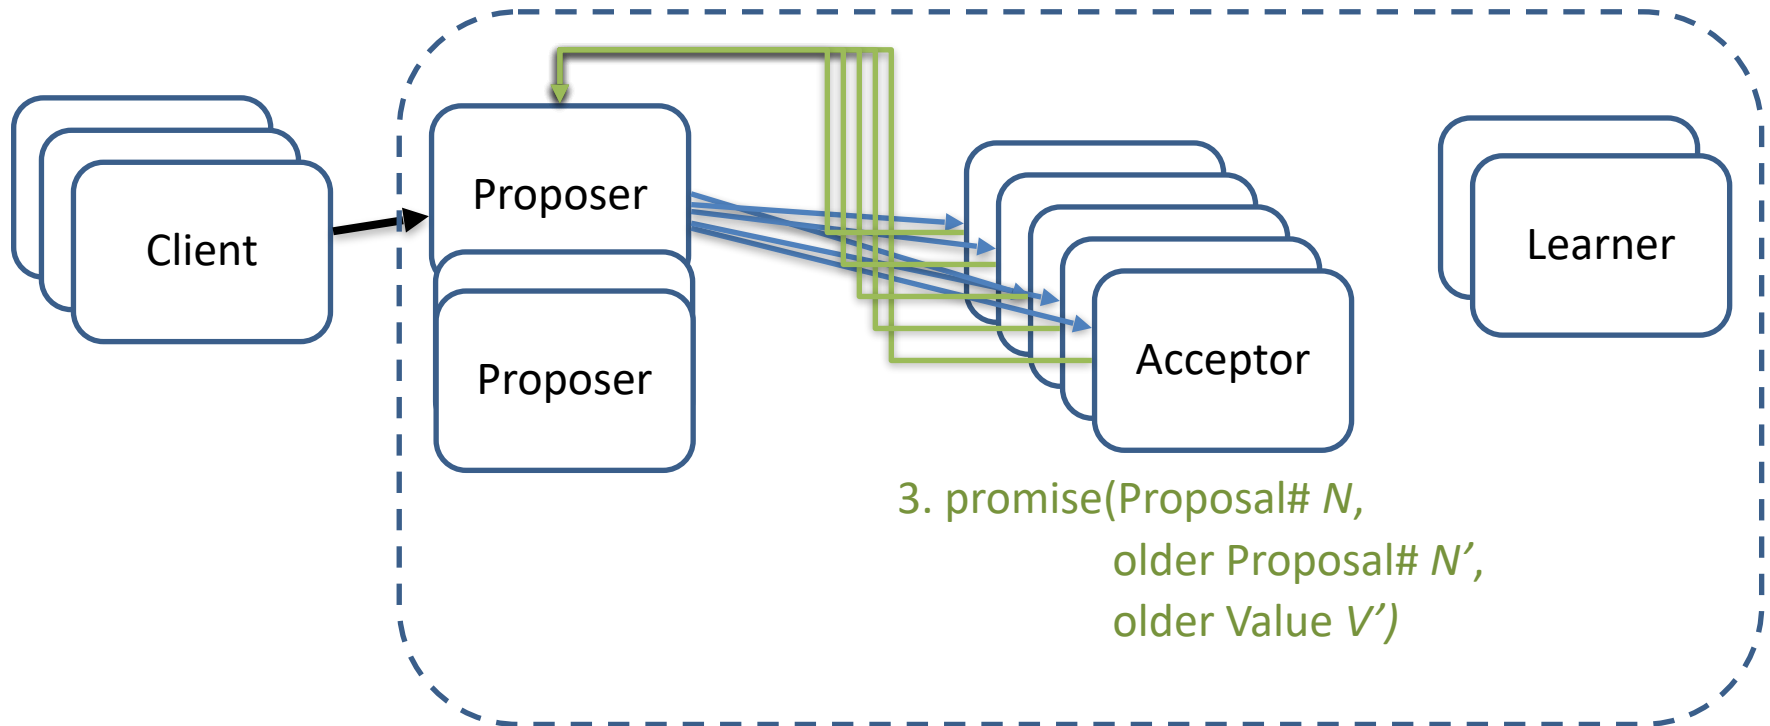 Client
Proposer
Proposer
Acceptor
Learner
3. promise(Proposal# N,
older Proposal# N’,
older Value V’)